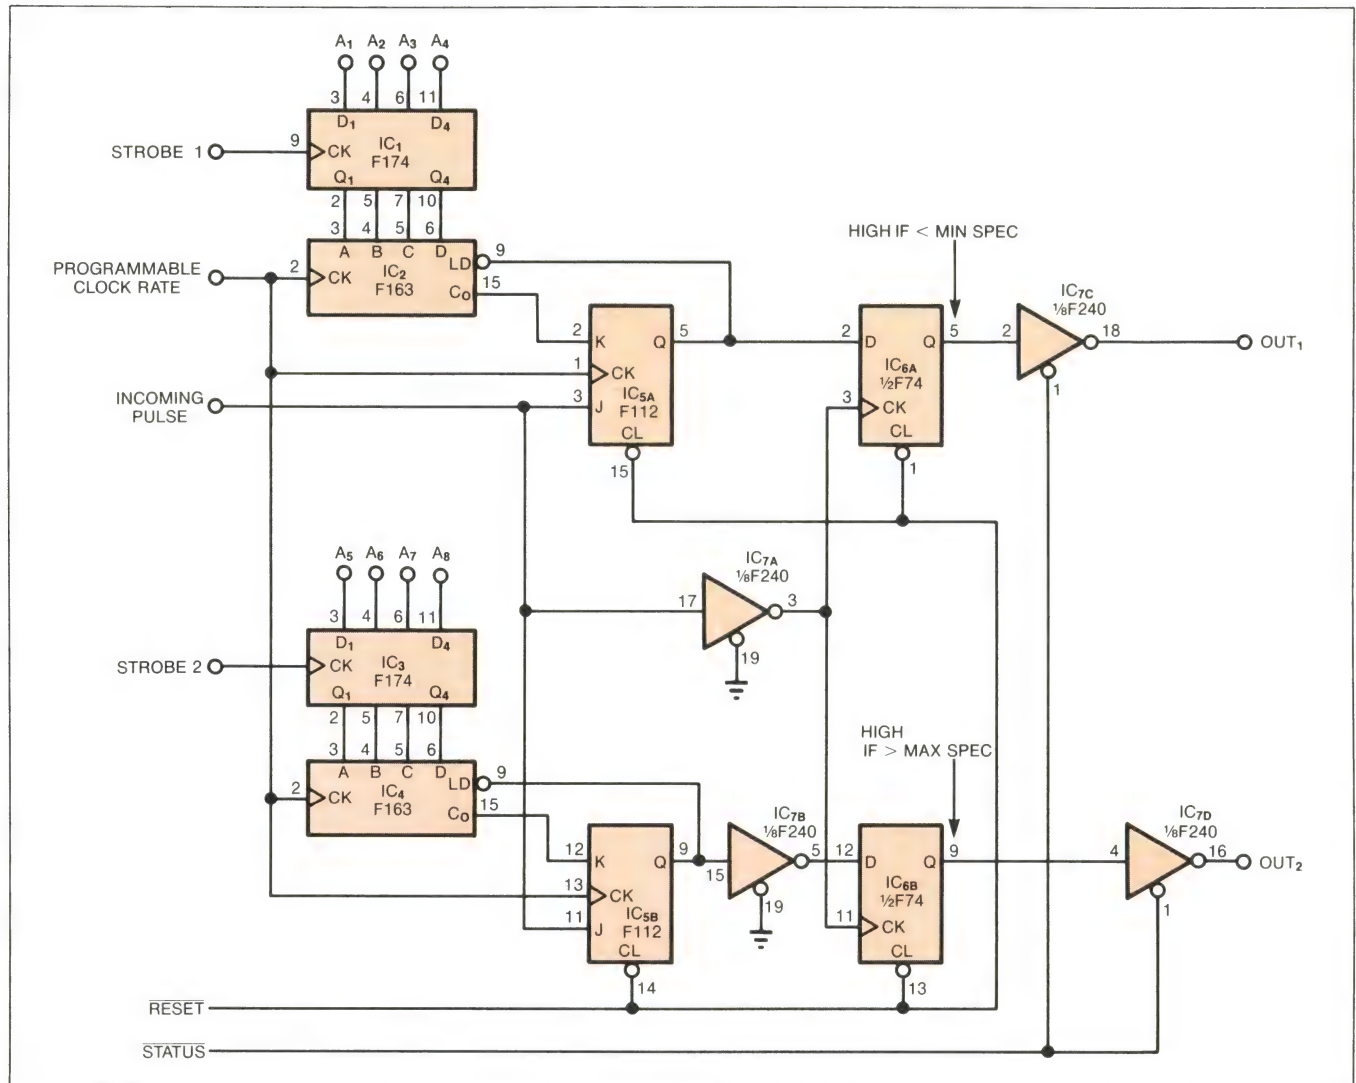 A1 A2 A3 A4
3 4 6 11
D1 D4
STROBE 1 9 CK IC1
F174
Q1 Q4
2 5 7 10
3 4 5 6
A B C D LD 9
PROGRAMMABLE
CLOCK RATE
2 CK IC2
F163
CO 15
HIGH IF < MIN SPEC
IC7C
⅛F240
2 K Q 5
1 CK
IC5A
F112
3 J
CL
15
INCOMING
PULSE
2 D Q 5
IC6A
½F74
3 CK
CL
1
2 18 OUT1
1
IC7A
⅛F240
17 3
19
A5 A6 A7 A8
3 4 6 11
D1 D4
STROBE 2 CK IC3
F174
Q1 Q4
2 5 7 10
3 4 5 6
A B C D LD 9
2 CK IC4
F163
CO 15
HIGH
IF > MAX SPEC
12 K Q 9
13 CK
IC5B
F112
11 J
CL
14
IC7B
⅛F240
15 5
19
12 D Q 9
IC6B
½F74
11 CK
CL
13
IC7D
⅛F240
4 16 OUT2
1
RESET
STATUS